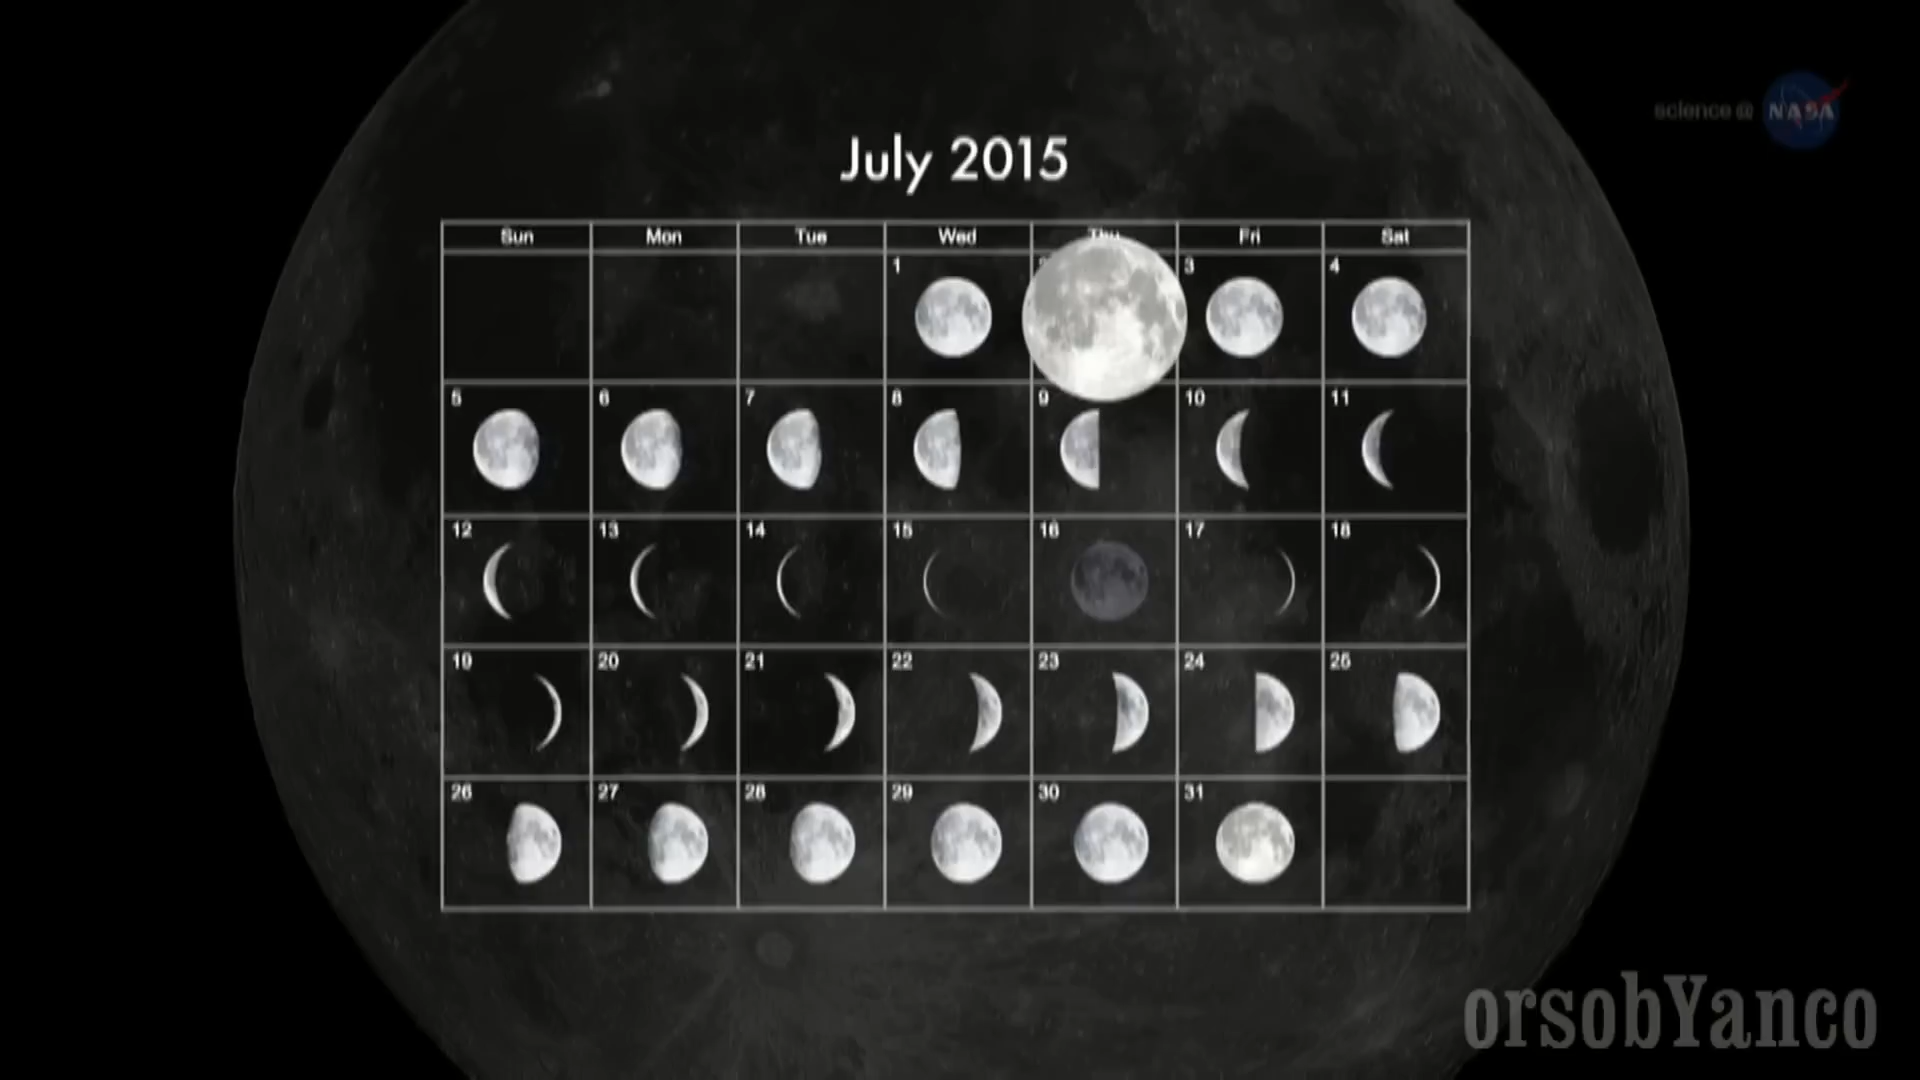 science @ NASA
July 2015
Sun Mon Tue Wed Thu Fri Sat
1 3 4
5 6 7 8 9 10 11
12 13 14 15 16 17 18
19 20 21 22 23 24 25
26 27 28 29 30 31
orsobYanco